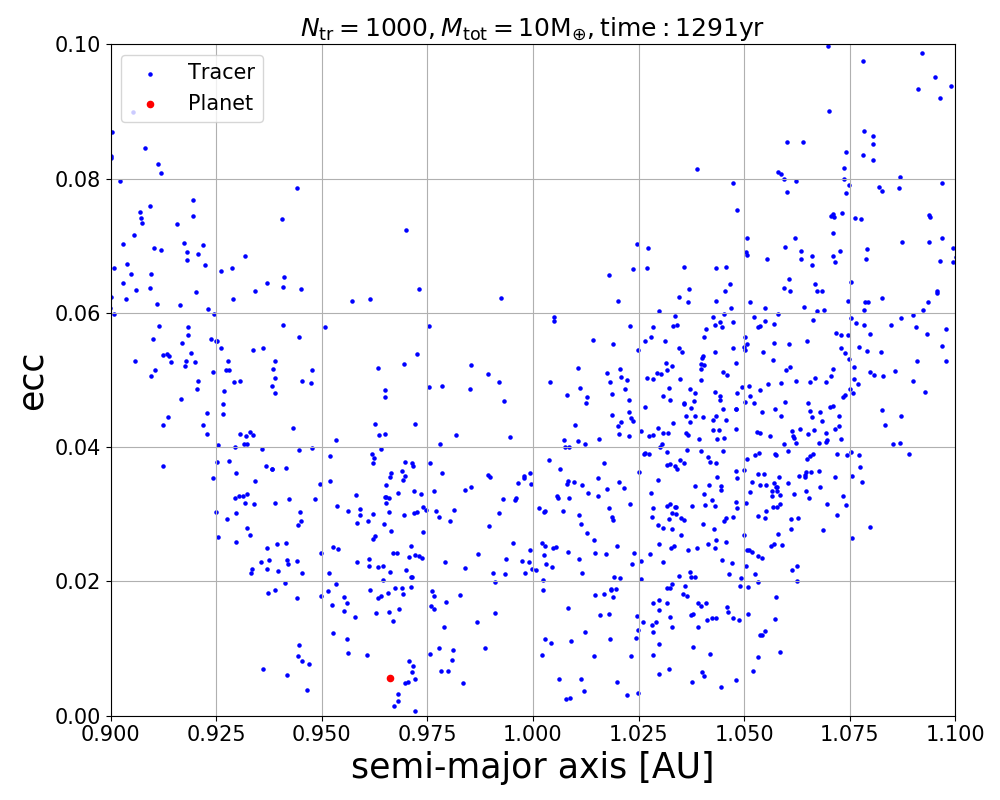 N_tr = 1000, M_tot = 10M⊕, time : 1291yr
0.10
Tracer
Planet
0.08
0.06
ecc
0.04
0.02
0.00
0.900 0.925 0.950 0.975 1.000 1.025 1.050 1.075 1.100
semi-major axis [AU]